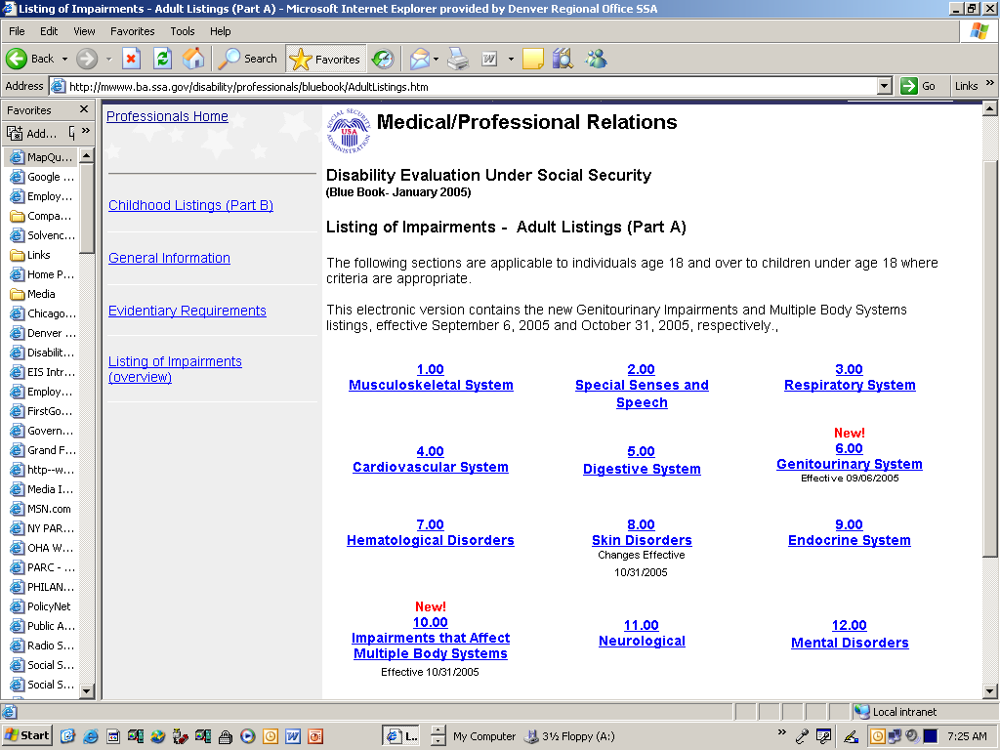 Listing of Impairments - Adult Listings (Part A) - Microsoft Internet Explorer provided by Denver Regional Office SSA
File Edit View Favorites Tools Help
Back Search Favorites
Address http://mwww.ba.ssa.gov/disability/professionals/bluebook/AdultListings.htm Go Links »
Favorites
Add... »
MapQu...
Google ...
Employ...
Compa...
Solvenc...
Links
Home P...
Media
Chicago...
Denver ...
Disabilit...
EIS Intr...
Employ...
FirstGo...
Govern...
Grand F...
http--w...
Media I...
MSN.com
NY PAR...
OHA W...
PARC - ...
PHILAN...
PolicyNet
Public A...
Radio S...
Social S...
Social S...
Professionals Home
Childhood Listings (Part B)
General Information
Evidentiary Requirements
Listing of Impairments
(overview)
SOCIAL SECURITY ADMINISTRATION
USA
Medical/Professional Relations
Disability Evaluation Under Social Security
(Blue Book- January 2005)
Listing of Impairments - Adult Listings (Part A)
The following sections are applicable to individuals age 18 and over to children under age 18 where
criteria are appropriate.
This electronic version contains the new Genitourinary Impairments and Multiple Body Systems
listings, effective September 6, 2005 and October 31, 2005, respectively.,
1.00
Musculoskeletal System
2.00
Special Senses and
Speech
3.00
Respiratory System
4.00
Cardiovascular System
5.00
Digestive System
New!
6.00
Genitourinary System
Effective 09/06/2005
7.00
Hematological Disorders
8.00
Skin Disorders
Changes Effective
10/31/2005
9.00
Endocrine System
New!
10.00
Impairments that Affect
Multiple Body Systems
Effective 10/31/2005
11.00
Neurological
12.00
Mental Disorders
Local intranet
Start L... My Computer 3½ Floppy (A:) » 7:25 AM